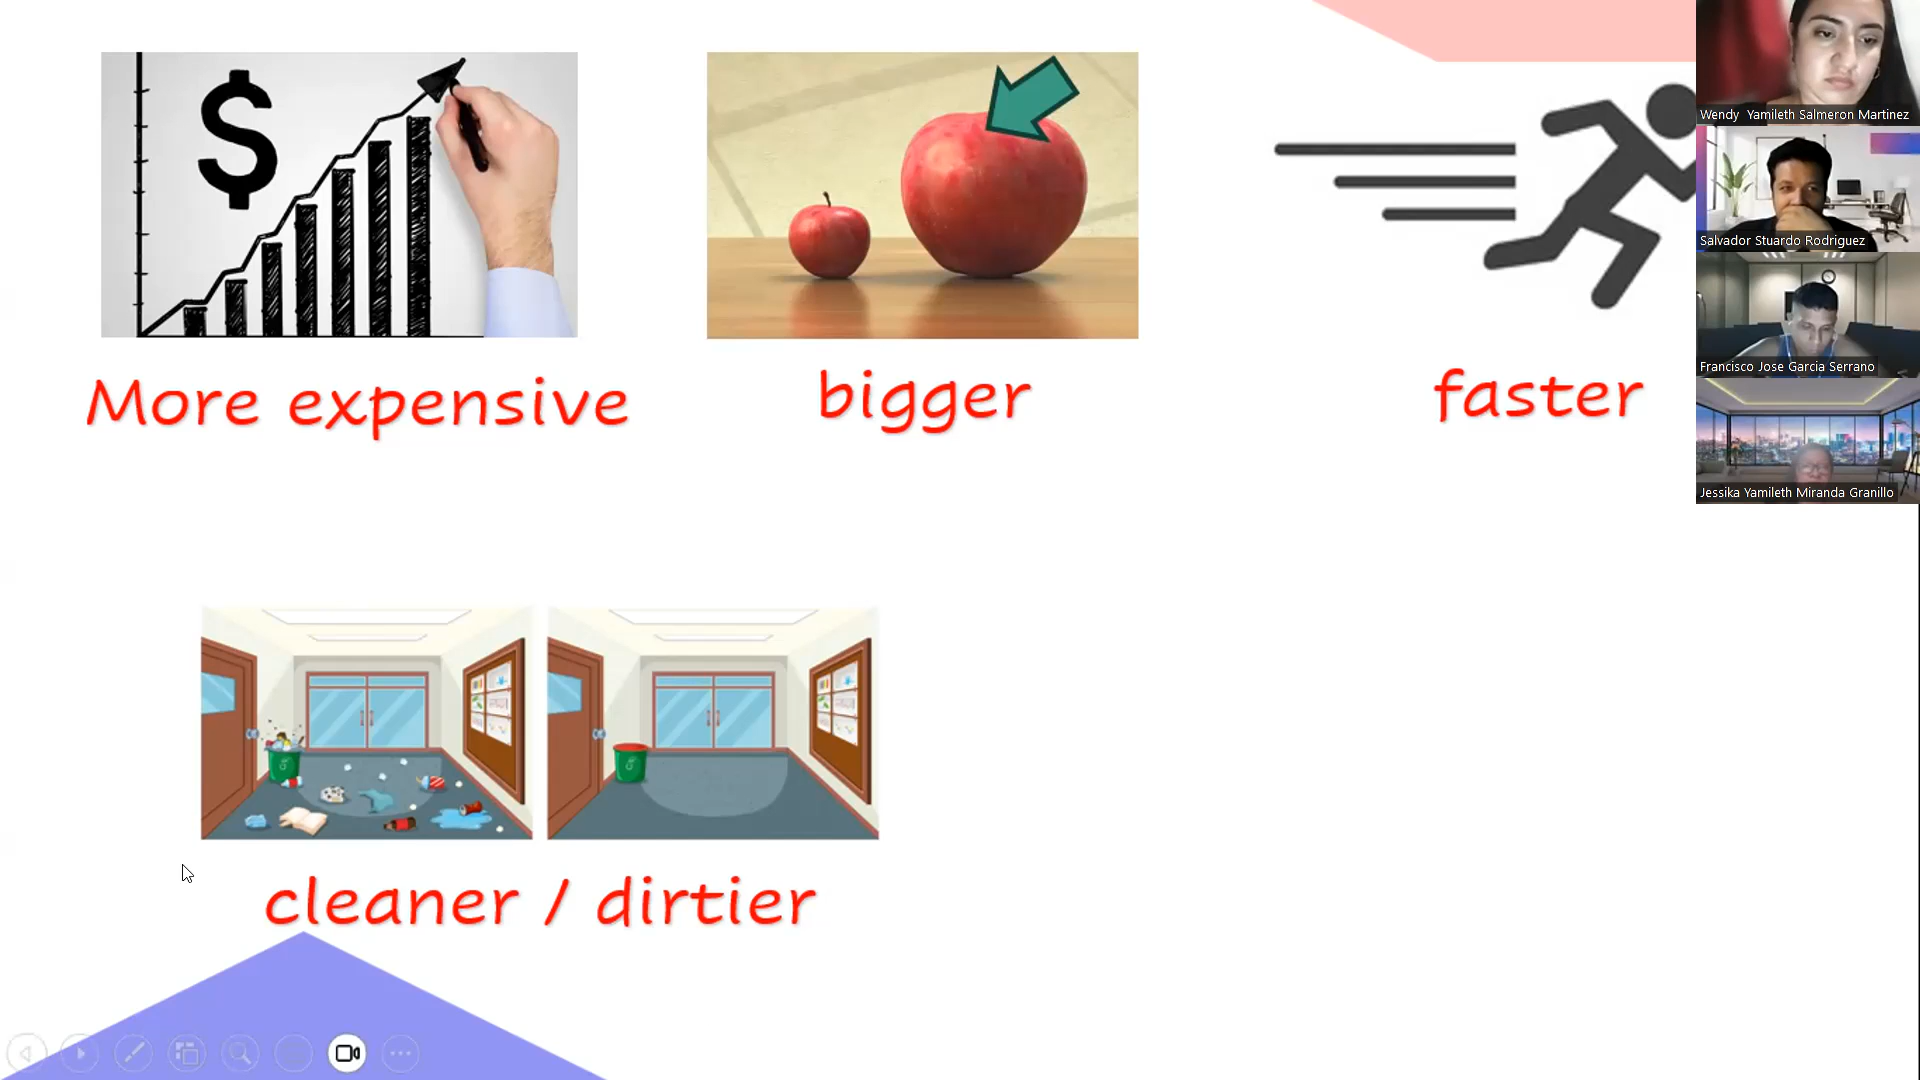 $
More expensive
bigger
faster
cleaner / dirtier
Wendy Yamileth Salmeron Martinez
Salvador Stuardo Rodriguez
Francisco Jose Garcia Serrano
Jessika Yamileth Miranda Granillo